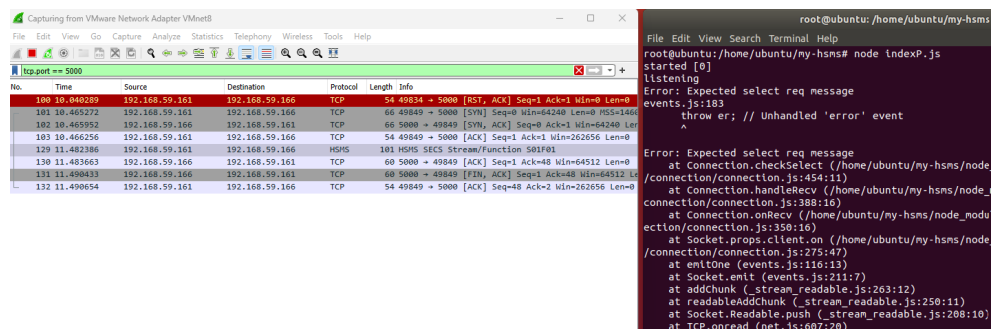 Capturing from VMware Network Adapter VMnet8
File Edit View Go Capture Analyze Statistics Telephony Wireless Tools Help
tcp.port == 5000
No. Time Source Destination Protocol Length Info
100 10.040289 192.168.59.161 192.168.59.166 TCP 54 49834 → 5000 [RST, ACK] Seq=1 Ack=1 Win=0 Len=0
101 10.465272 192.168.59.161 192.168.59.166 TCP 66 49849 → 5000 [SYN] Seq=0 Win=64240 Len=0 MSS=1460
102 10.465952 192.168.59.166 192.168.59.161 TCP 66 5000 → 49849 [SYN, ACK] Seq=0 Ack=1 Win=64240 Len
103 10.466256 192.168.59.161 192.168.59.166 TCP 54 49849 → 5000 [ACK] Seq=1 Ack=1 Win=262656 Len=0
129 11.482386 192.168.59.161 192.168.59.166 HSMS 101 HSMS SECS Stream/Function S01F01
130 11.483663 192.168.59.166 192.168.59.161 TCP 60 5000 → 49849 [ACK] Seq=1 Ack=48 Win=64512 Len=0
131 11.490433 192.168.59.166 192.168.59.161 TCP 60 5000 → 49849 [FIN, ACK] Seq=1 Ack=48 Win=64512 Le
132 11.490654 192.168.59.161 192.168.59.166 TCP 54 49849 → 5000 [ACK] Seq=48 Ack=2 Win=262656 Len=0
root@ubuntu: /home/ubuntu/my-hsms
File Edit View Search Terminal Help
root@ubuntu:/home/ubuntu/my-hsms# node indexP.js
started [0]
listening
Error: Expected select req message
events.js:183
throw er; // Unhandled 'error' event
^
Error: Expected select req message
at Connection.checkSelect (/home/ubuntu/my-hsms/node_
/connection/connection.js:454:11)
at Connection.handleRecv (/home/ubuntu/my-hsms/node_m
connection/connection.js:388:16)
at Connection.onRecv (/home/ubuntu/my-hsms/node_modu
ection/connection.js:350:16)
at Socket.props.client.on (/home/ubuntu/my-hsms/node_
/connection/connection.js:275:47)
at emitOne (events.js:116:13)
at Socket.emit (events.js:211:7)
at addChunk (_stream_readable.js:263:12)
at readableAddChunk (_stream_readable.js:250:11)
at Socket.Readable.push (_stream_readable.js:208:10)
at TCP.onread (net.js:607:20)